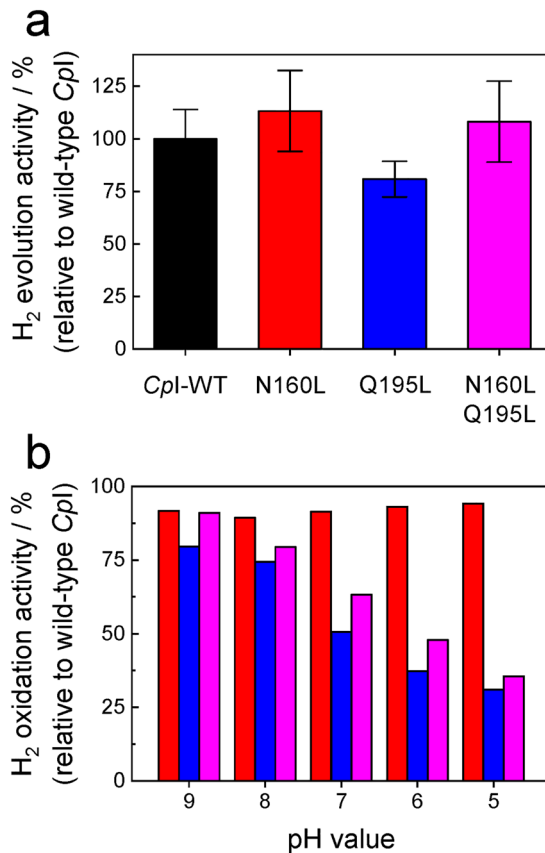 a
H₂ evolution activity / %
(relative to wild-type CpI)
125
100
75
50
25
0
CpI-WT
N160L
Q195L
N160L
Q195L
b
H₂ oxidation activity / %
(relative to wild-type CpI)
100
75
50
25
0
9
8
7
6
5
pH value